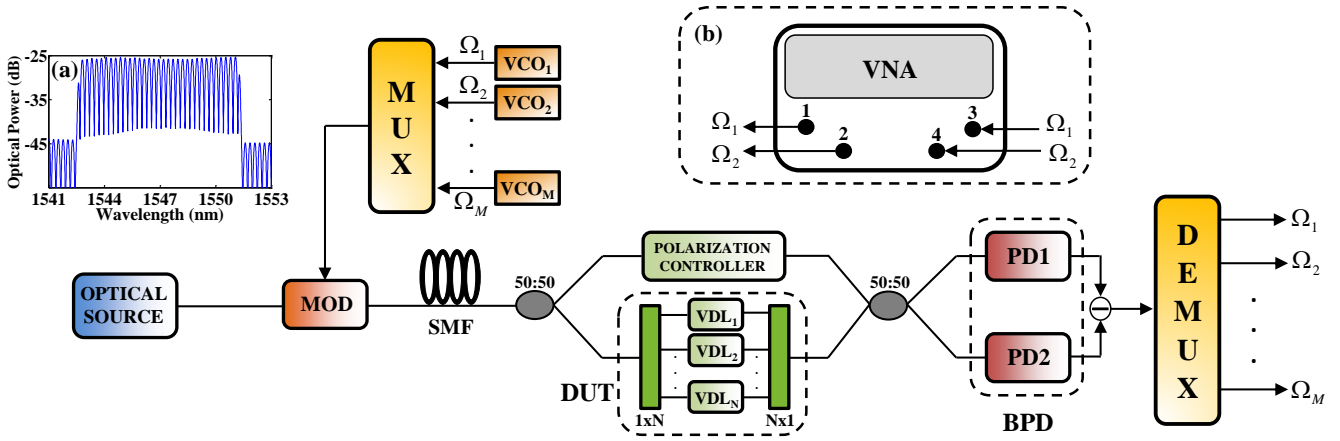 (a)
Optical Power (dB)
-25
-35
-45
1541 1544 1547 1550 1553
Wavelength (nm)
MUX
Ω1
VCO1
Ω2
VCO2
ΩM
VCOM
(b)
VNA
1
2
3
4
Ω1
Ω2
Ω1
Ω2
OPTICAL
SOURCE
MOD
SMF
50:50
POLARIZATION
CONTROLLER
DUT
1xN
VDL1
VDL2
VDLN
Nx1
50:50
PD1
PD2
BPD
DEMUX
Ω1
Ω2
ΩM